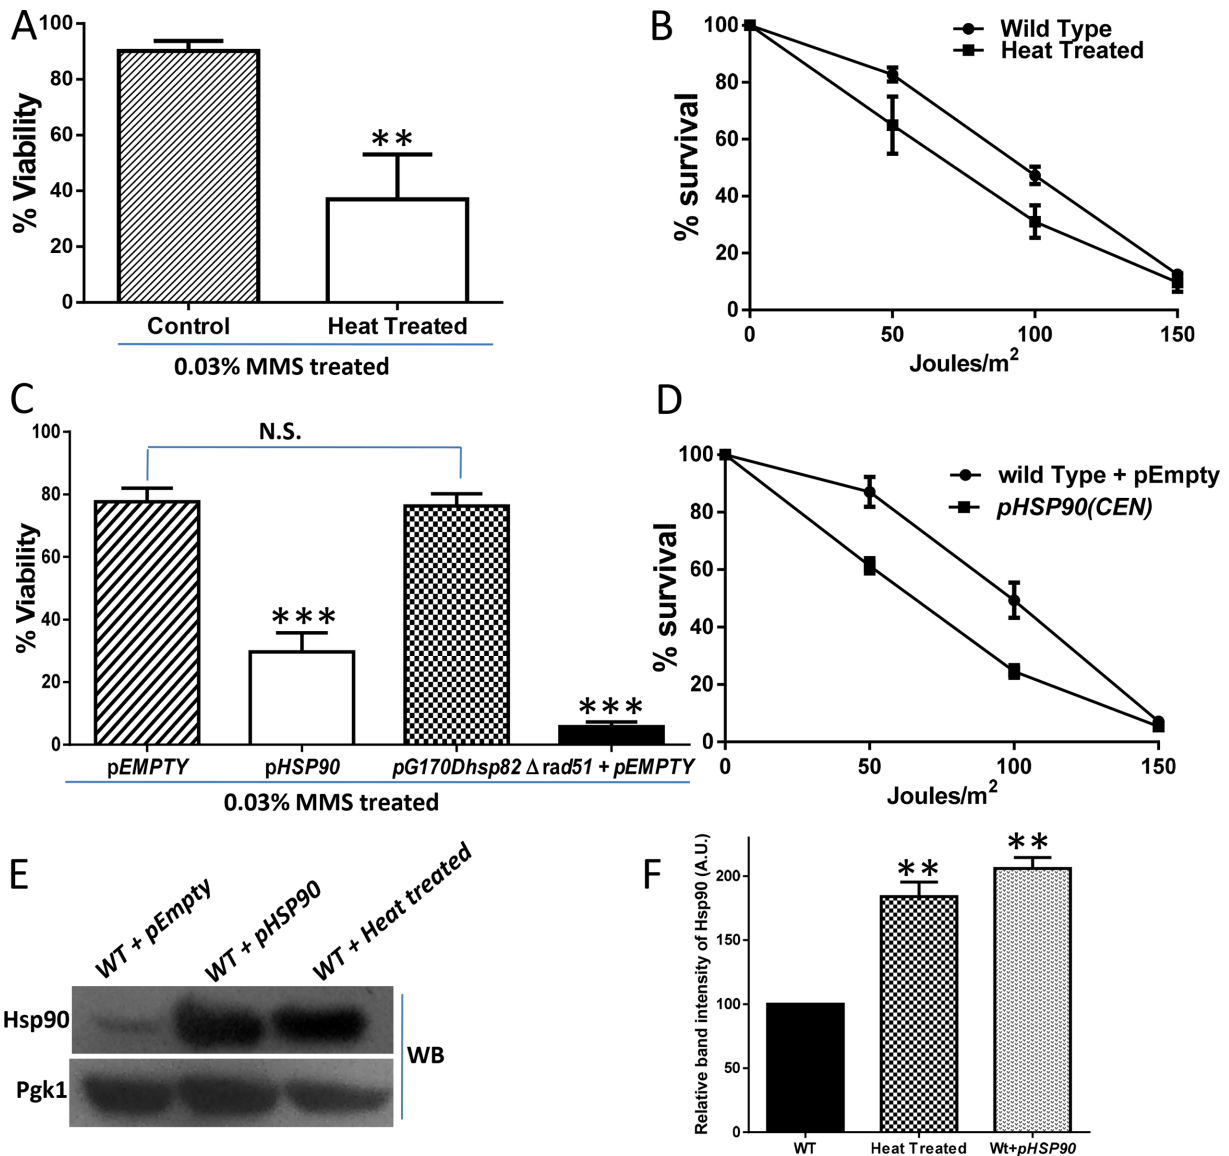 A
% Viability
100
80
60
40
20
0
**
Control
Heat Treated
0.03% MMS treated
B
% survival
100
80
60
40
20
0
Wild Type
Heat Treated
0
50
100
150
Joules/m²
C
% Viability
100
80
60
40
20
0
N.S.
***
***
pEMPTY
pHSP90
pG170Dhsp82
Δ rad51 + pEMPTY
0.03% MMS treated
D
% survival
100
80
60
40
20
0
wild Type + pEmpty
pHSP90(CEN)
0
50
100
150
Joules/m²
E
WT + pEmpty
WT + pHSP90
WT + Heat treated
Hsp90
Pgk1
WB
F
Relative band intensity of Hsp90 (A.U.)
200
150
100
50
0
**
**
WT
Heat Treated
Wt+pHSP90